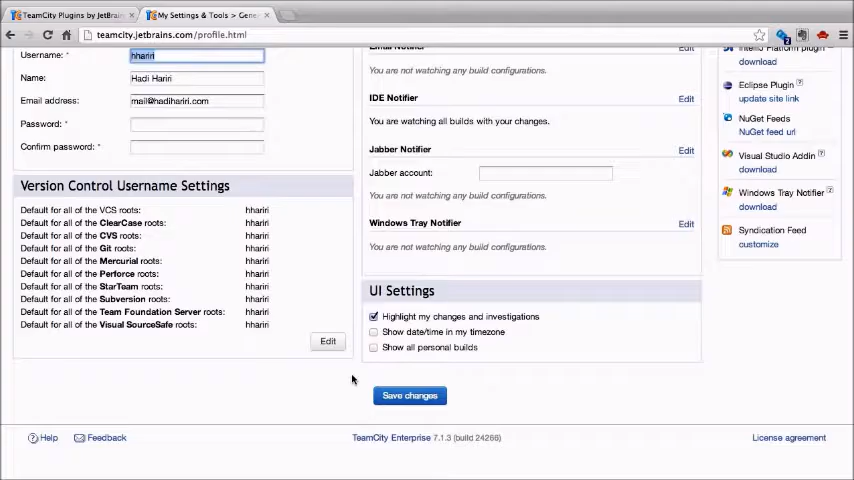 TeamCity Plugins by JetBrain
My Settings & Tools > Gener
teamcity.jetbrains.com/profile.html
2
Username: *
hhariri
Name:
Hadi Hariri
Email address:
mail@hadihariri.com
Password: *
Confirm password: *
Version Control Username Settings
Default for all of the VCS roots: hhariri
Default for all of the ClearCase roots: hhariri
Default for all of the CVS roots: hhariri
Default for all of the Git roots: hhariri
Default for all of the Mercurial roots: hhariri
Default for all of the Perforce roots: hhariri
Default for all of the StarTeam roots: hhariri
Default for all of the Subversion roots: hhariri
Default for all of the Team Foundation Server roots: hhariri
Default for all of the Visual SourceSafe roots: hhariri
Edit
Email Notifier Edit
You are not watching any build configurations.
IDE Notifier Edit
You are watching all builds with your changes.
Jabber Notifier Edit
Jabber account:
You are not watching any build configurations.
Windows Tray Notifier Edit
You are not watching any build configurations.
UI Settings
Highlight my changes and investigations
Show date/time in my timezone
Show all personal builds
Save changes
IntelliJ Platform Plugin
download
Eclipse Plugin ?
update site link
NuGet Feeds
NuGet feed url
Visual Studio Addin ?
download
Windows Tray Notifier ?
download
Syndication Feed
customize
Help Feedback
TeamCity Enterprise 7.1.3 (build 24266)
License agreement